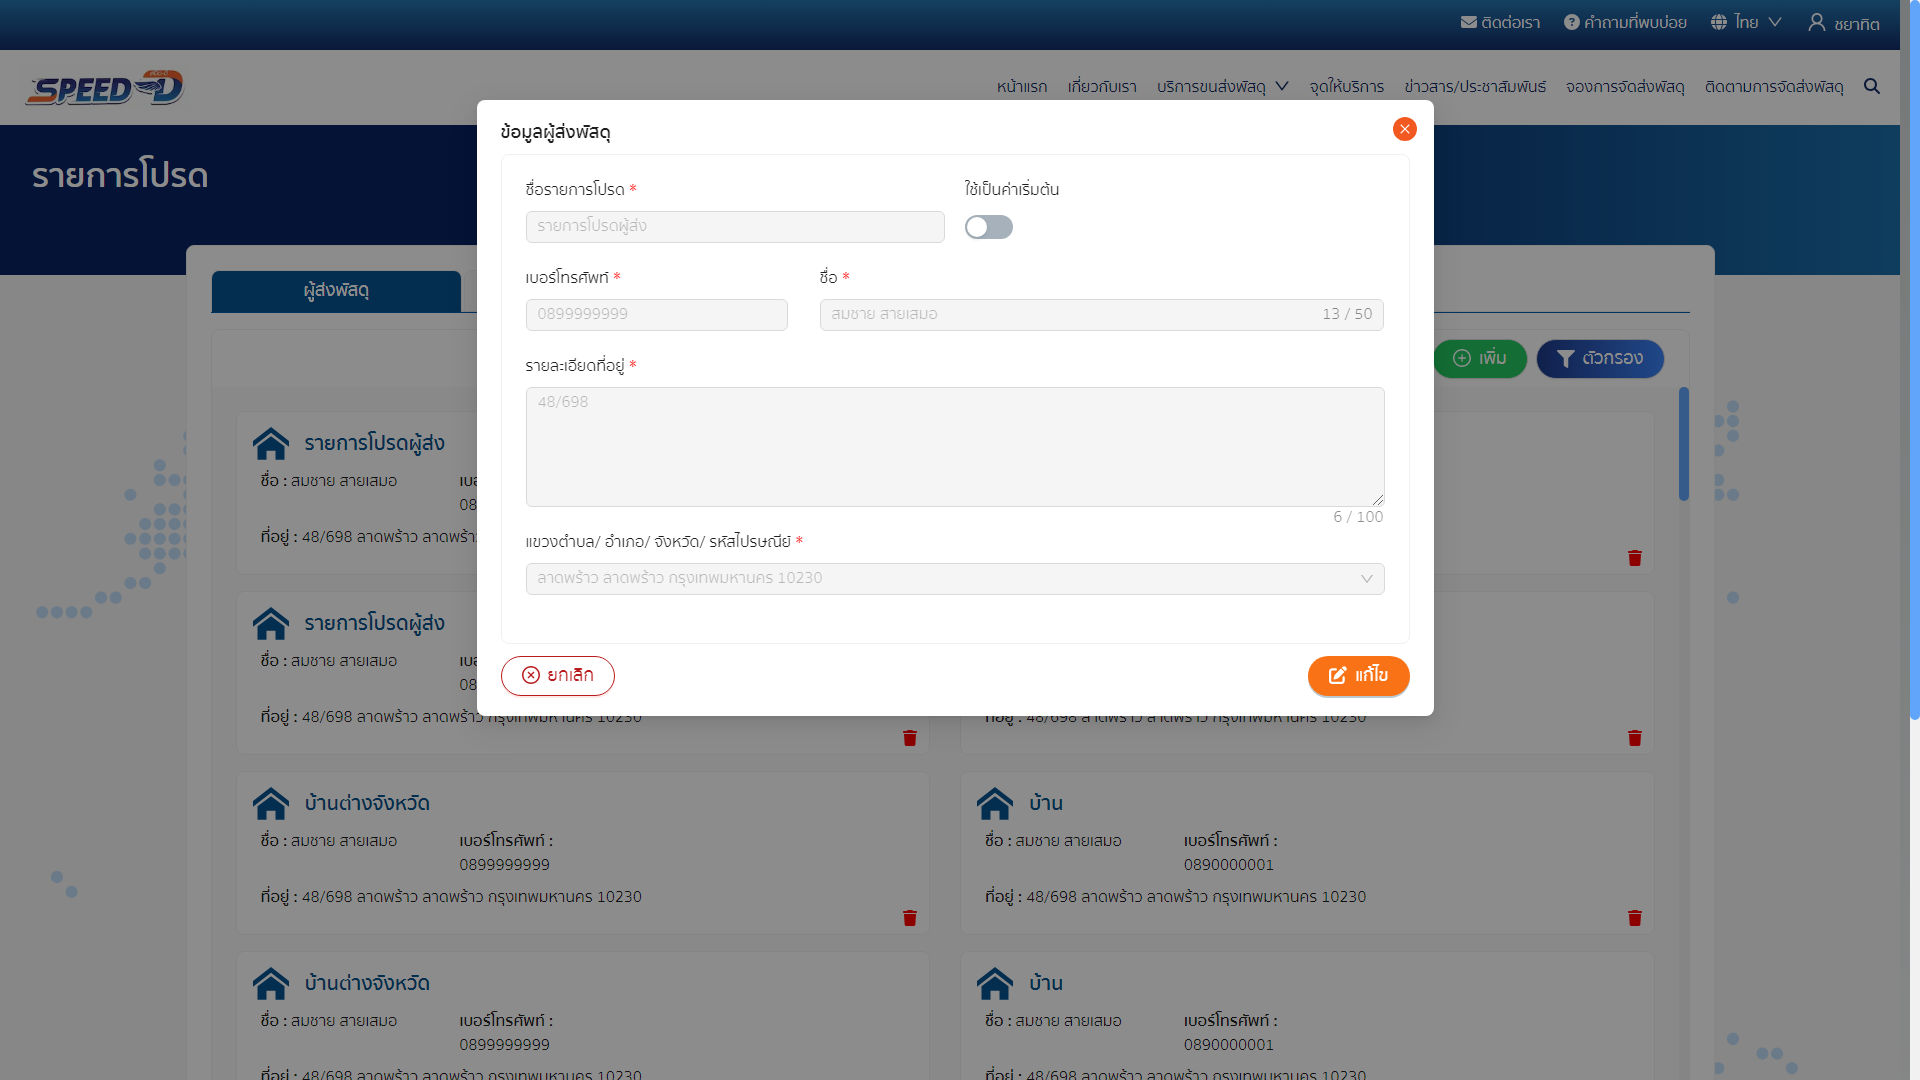 ติดต่อเรา คำถามที่พบบ่อย ไทย ชยาทิต
SPEED-D
หน้าแรก เกี่ยวกับเรา บริการขนส่งพัสดุ จุดให้บริการ ข่าวสาร/ประชาสัมพันธ์ จองการจัดส่งพัสดุ ติดตามการจัดส่งพัสดุ
รายการโปรด
ผู้ส่งพัสดุ
เพิ่ม ตัวกรอง
ข้อมูลผู้ส่งพัสดุ
ชื่อรายการโปรด * ใช้เป็นค่าเริ่มต้น
รายการโปรดผู้ส่ง
เบอร์โทรศัพท์ * ชื่อ *
0899999999 สมชาย สายเสมอ 13 / 50
รายละเอียดที่อยู่ *
48/698
6 / 100
แขวงตำบล/ อำเภอ/ จังหวัด/ รหัสไปรษณีย์ *
ลาดพร้าว ลาดพร้าว กรุงเทพมหานคร 10230
ยกเลิก แก้ไข
รายการโปรดผู้ส่ง
ชื่อ : สมชาย สายเสมอ เบอ
08
ที่อยู่ : 48/698 ลาดพร้าว ลาดพร้าว
รายการโปรดผู้ส่ง
ชื่อ : สมชาย สายเสมอ เบอ
08
ที่อยู่ : 48/698 ลาดพร้าว ลาดพร้าว กรุงเทพมหานคร 10230
ที่อยู่ : 48/698 ลาดพร้าว ลาดพร้าว กรุงเทพมหานคร 10230
บ้านต่างจังหวัด
ชื่อ : สมชาย สายเสมอ เบอร์โทรศัพท์ :
0899999999
ที่อยู่ : 48/698 ลาดพร้าว ลาดพร้าว กรุงเทพมหานคร 10230
บ้าน
ชื่อ : สมชาย สายเสมอ เบอร์โทรศัพท์ :
0890000001
ที่อยู่ : 48/698 ลาดพร้าว ลาดพร้าว กรุงเทพมหานคร 10230
บ้านต่างจังหวัด
ชื่อ : สมชาย สายเสมอ เบอร์โทรศัพท์ :
0899999999
ที่อยู่ : 48/698 ลาดพร้าว ลาดพร้าว กรุงเทพมหานคร 10230
บ้าน
ชื่อ : สมชาย สายเสมอ เบอร์โทรศัพท์ :
0890000001
ที่อยู่ : 48/698 ลาดพร้าว ลาดพร้าว กรุงเทพมหานคร 10230